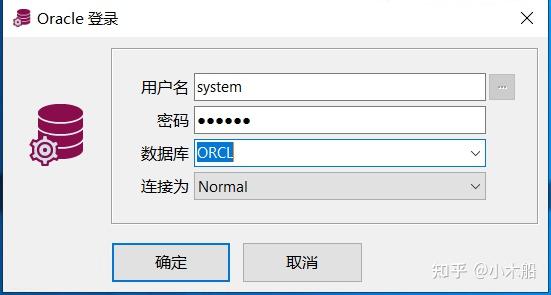 Oracle 登录
用户名 system ...
密码 ●●●●●●
数据库 ORCL
连接为 Normal
确定 取消
知乎 @小木船